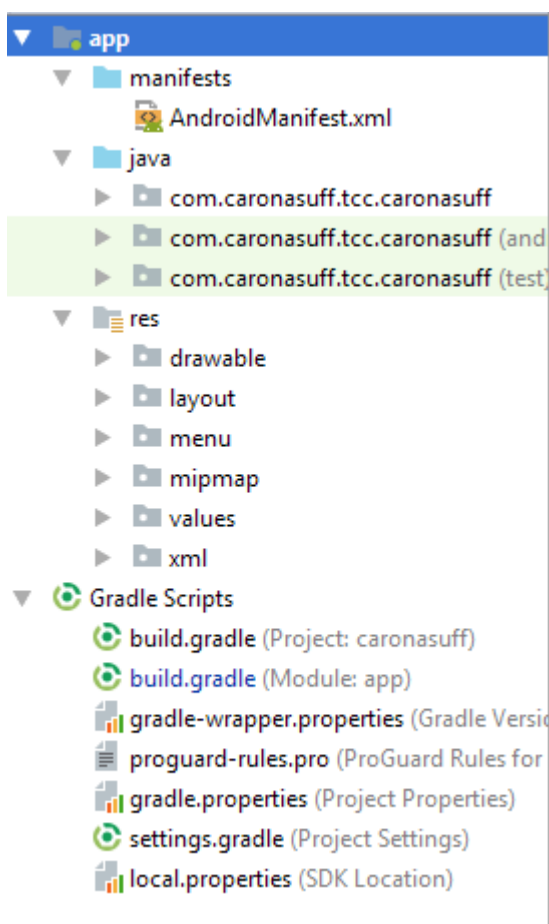 app
manifests
AndroidManifest.xml
java
com.caronasuff.tcc.caronasuff
com.caronasuff.tcc.caronasuff (and
com.caronasuff.tcc.caronasuff (test)
res
drawable
layout
menu
mipmap
values
xml
Gradle Scripts
build.gradle (Project: caronasuff)
build.gradle (Module: app)
gradle-wrapper.properties (Gradle Versio
proguard-rules.pro (ProGuard Rules for
gradle.properties (Project Properties)
settings.gradle (Project Settings)
local.properties (SDK Location)